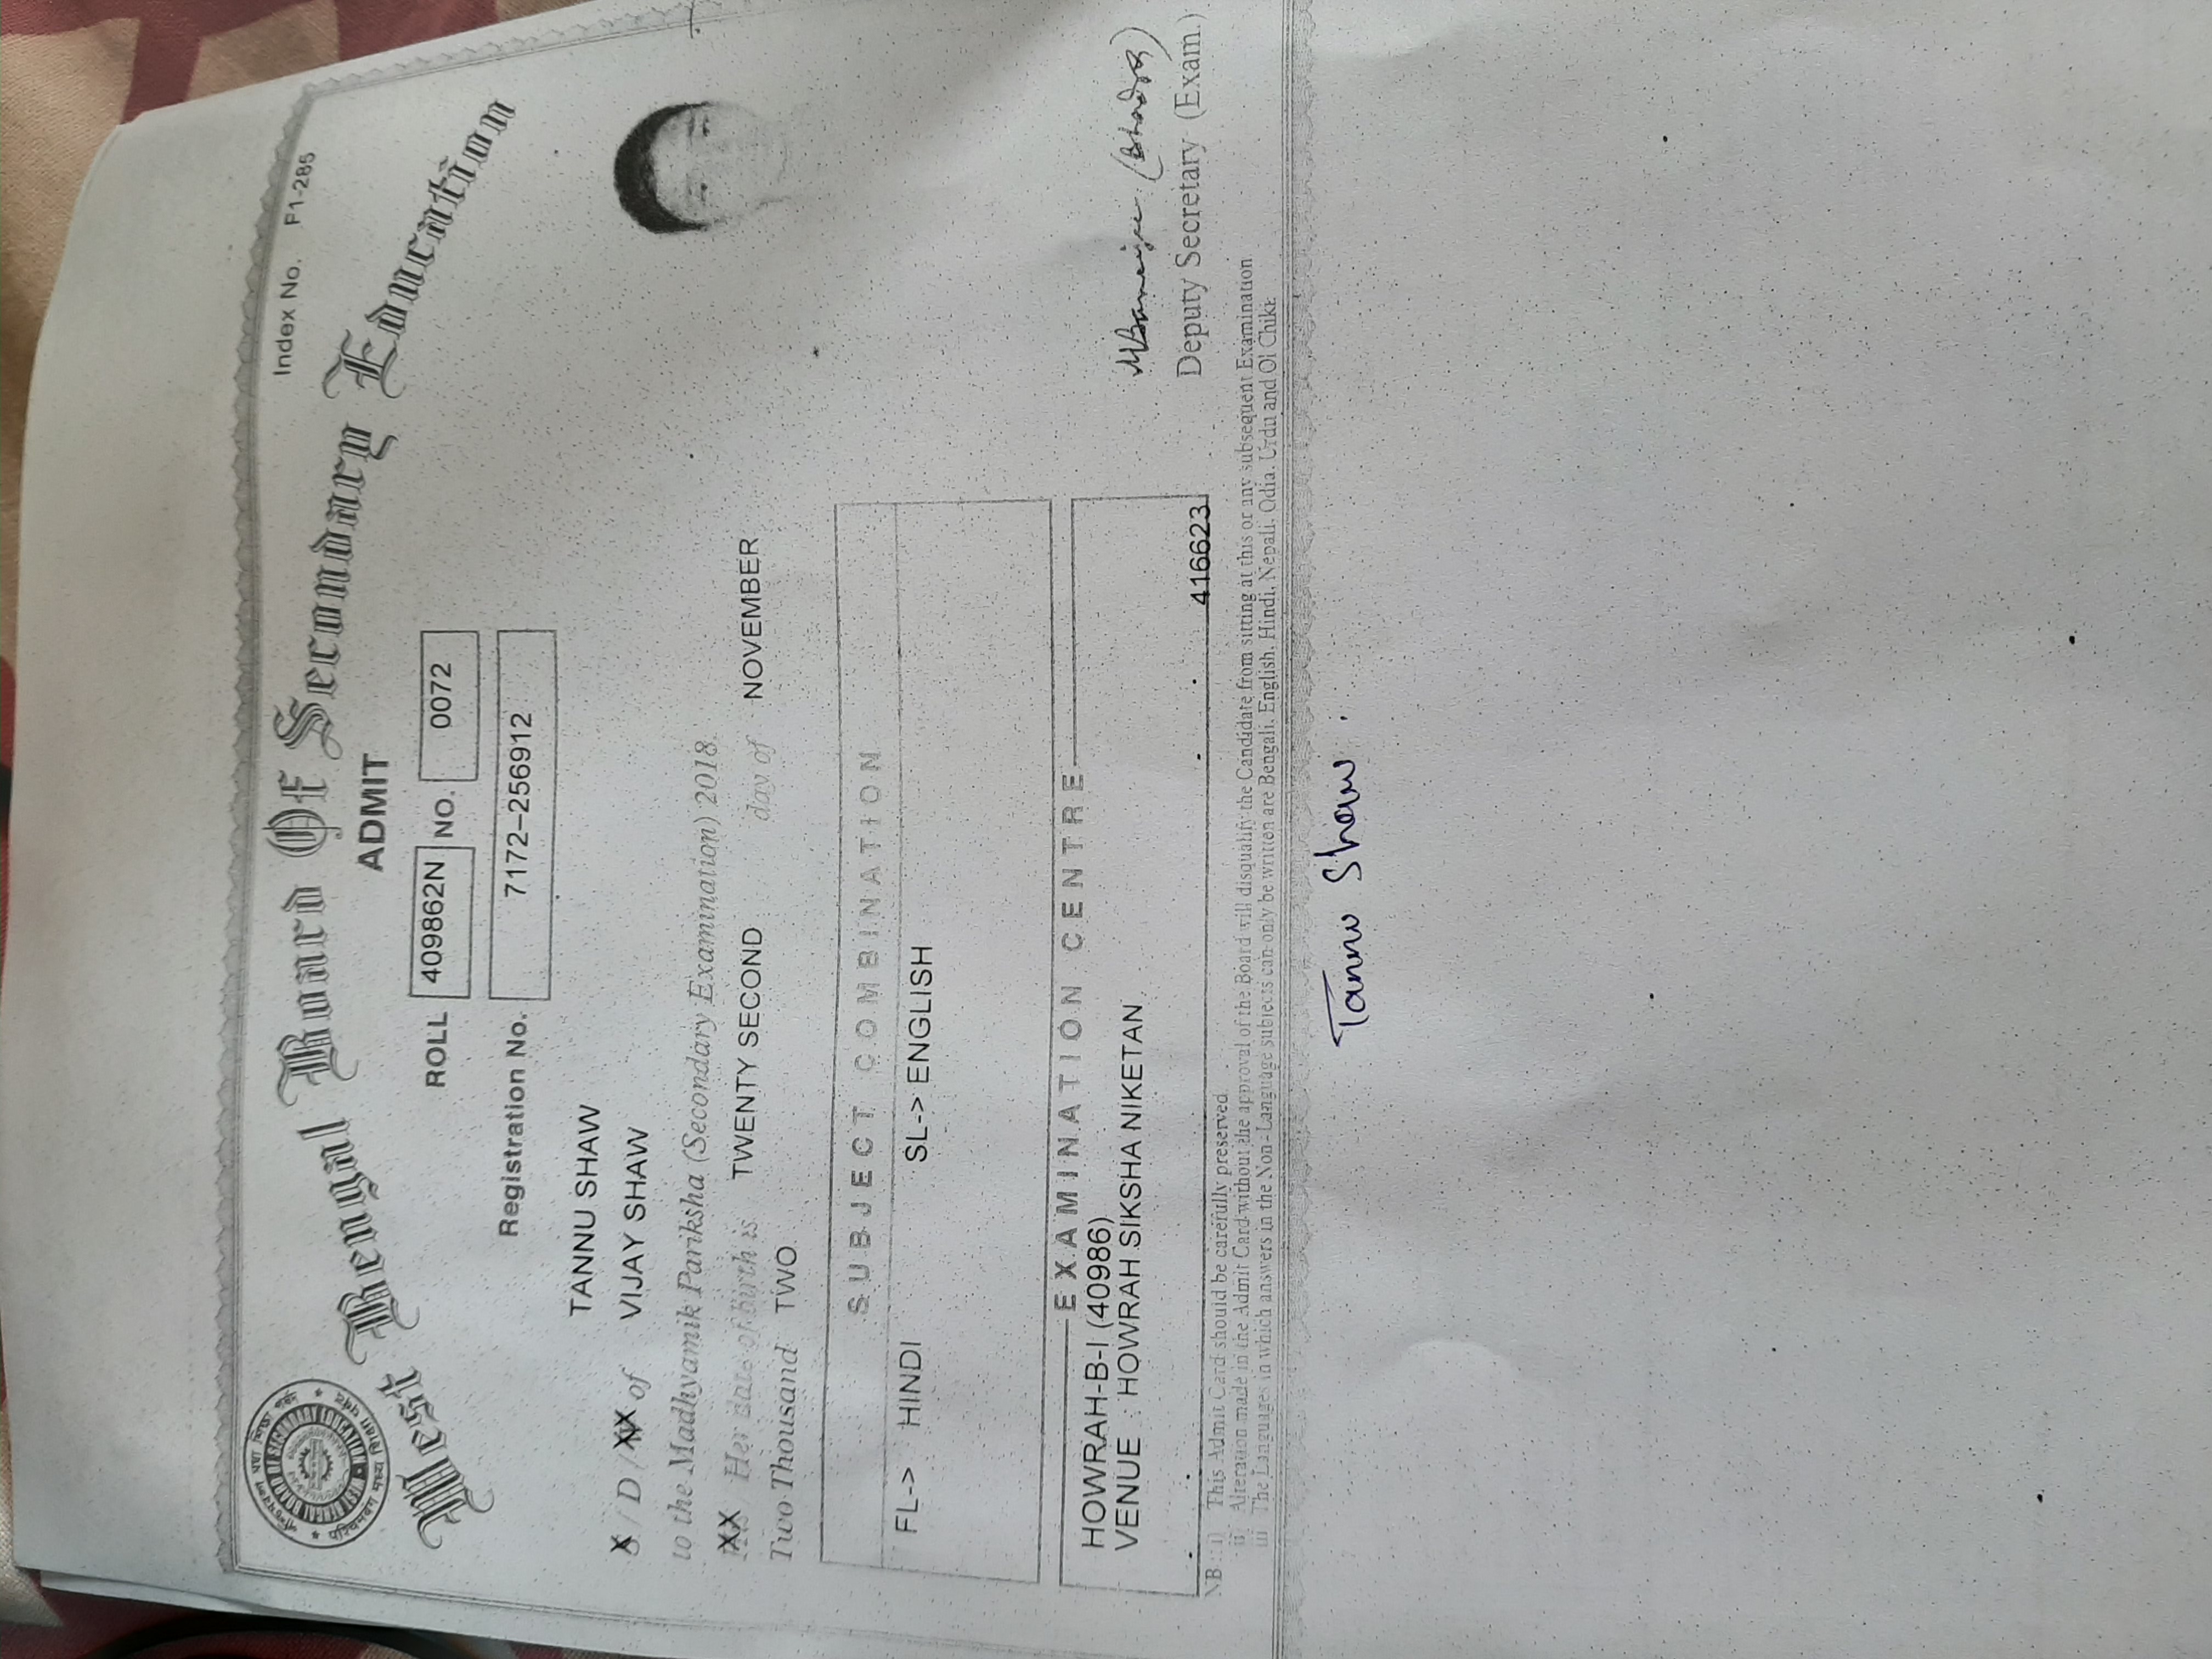 Index No. F1-285
West Bengal Board Of Secondary Education
ADMIT
ROLL 409862N NO. 0072
Registration No. 7172–256912
TANNU SHAW
S / D / W of VIJAY SHAW
to the Madhyamik Pariksha (Secondary Examination) 2018.
XX Her date of birth is TWENTY SECOND day of NOVEMBER
Two Thousand TWO
SUBJECT COMBINATION
FL-> HINDI SL-> ENGLISH
EXAMINATION CENTRE
HOWRAH-B-I (40986)
VENUE : HOWRAH SIKSHA NIKETAN
416623
Deputy Secretary (Exam.)
NB : i) This Admit Card should be carefully preserved.
ii) Alteration made in the Admit Card without the approval of the Board will disqualify the Candidate from sitting at this or any subsequent Examination
iii The Languages in which answers in the Non-Language subjects can only be written are Bengali, English, Hindi, Nepali, Odia, Urdu and Ol Chiki.
Tannu Shaw .